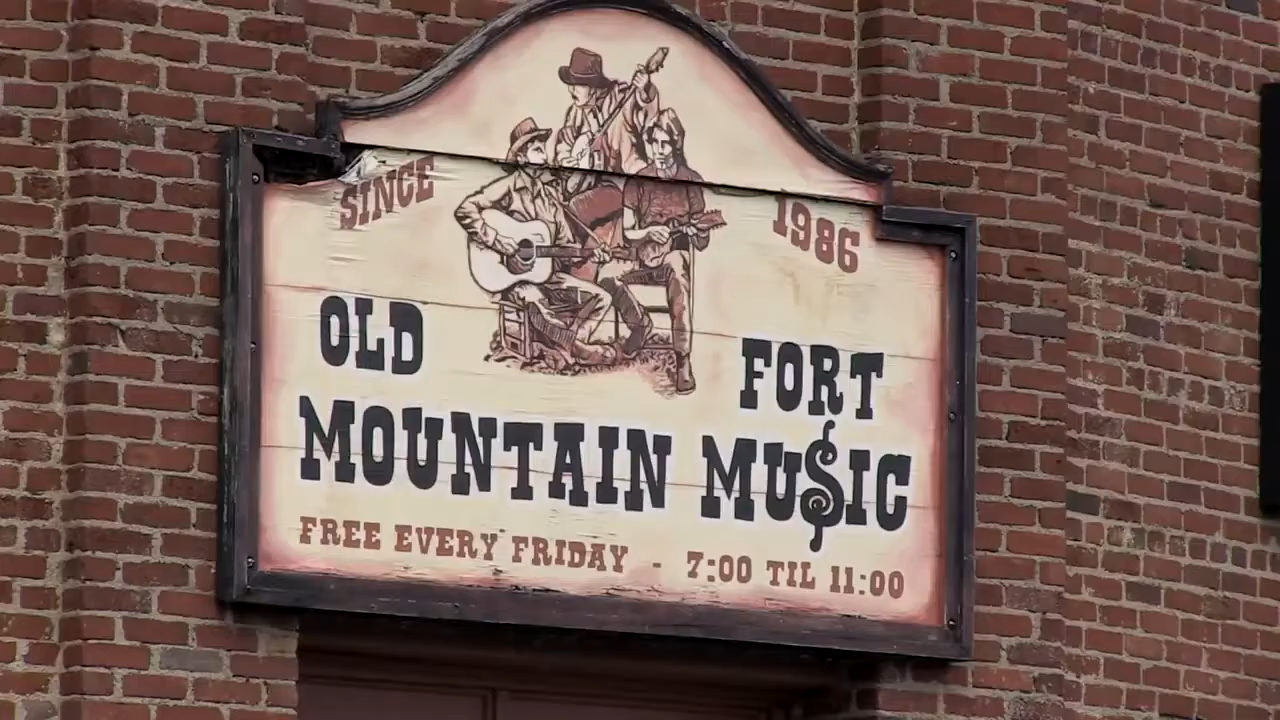 SINCE 1986
OLD FORT
MOUNTAIN MUSIC
FREE EVERY FRIDAY - 7:00 TIL 11:00